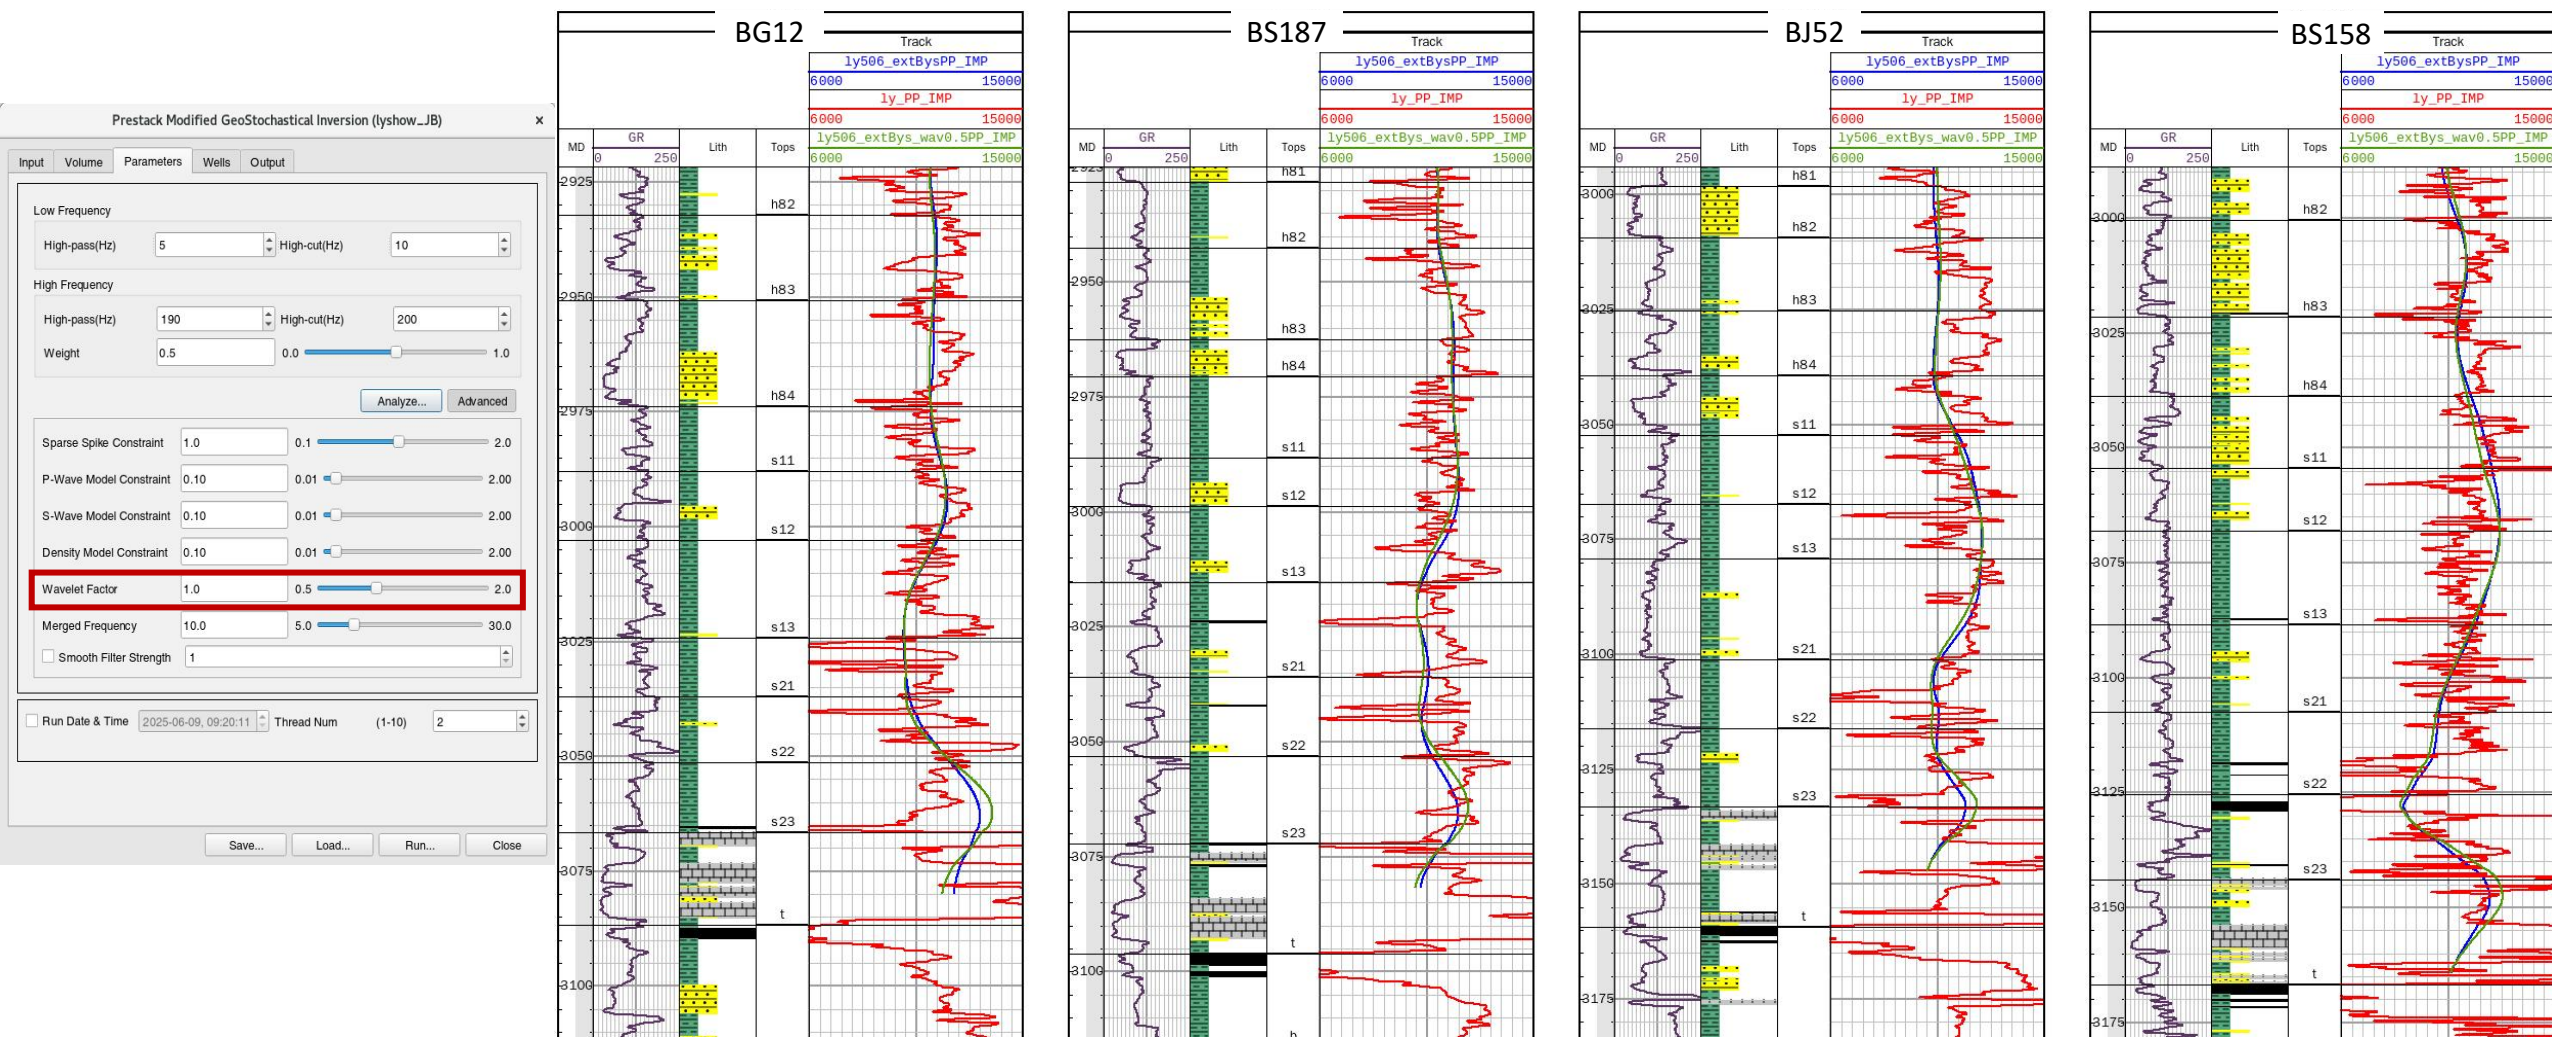 Prestack Modified GeoStochastical Inversion (lyshow_JB) x
Input Volume Parameters Wells Output
Low Frequency
High-pass(Hz) 5 High-cut(Hz) 10
High Frequency
High-pass(Hz) 190 High-cut(Hz) 200
Weight 0.5 0.0 1.0
Analyze... Advanced
Sparse Spike Constraint 1.0 0.1 2.0
P-Wave Model Constraint 0.10 0.01 2.00
S-Wave Model Constraint 0.10 0.01 2.00
Density Model Constraint 0.10 0.01 2.00
Wavelet Factor 1.0 0.5 2.0
Merged Frequency 10.0 5.0 30.0
Smooth Filter Strength 1
Run Date & Time 2025-06-09, 09:20:11 Thread Num (1-10) 2
Save... Load... Run... Close
BG12
Track
ly506_extBysPP_IMP
6000 15000
ly_PP_IMP
6000 15000
MD GR Lith Tops ly506_extBys_wav0.5PP_IMP
0 250 6000 15000
2925
h82
h83
2950
h84
2975
s11
3000
s12
s13
3025
s21
s22
3050
s23
3075
t
3100
BS187
Track
ly506_extBysPP_IMP
6000 15000
ly_PP_IMP
6000 15000
MD GR Lith Tops ly506_extBys_wav0.5PP_IMP
0 250 6000 15000
2925
h81
h82
2950
h83
h84
2975
s11
s12
3000
s13
3025
s21
3050
s22
s23
3075
t
3100
BJ52
Track
ly506_extBysPP_IMP
6000 15000
ly_PP_IMP
6000 15000
MD GR Lith Tops ly506_extBys_wav0.5PP_IMP
0 250 6000 15000
h81
3000
h82
h83
3025
h84
s11
3050
s12
3075
s13
s21
3100
s22
3125
s23
3150
t
3175
BS158
Track
ly506_extBysPP_IMP
6000 15000
ly_PP_IMP
6000 15000
MD GR Lith Tops ly506_extBys_wav0.5PP_IMP
0 250 6000 15000
h82
3000
h83
3025
h84
3050
s11
s12
3075
s13
3100
s21
s22
3125
s23
3150
t
3175